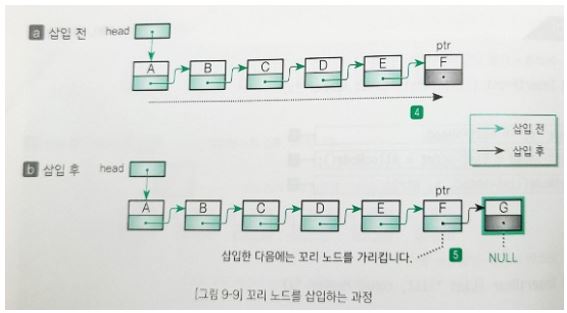 a 삽입 전 head
ptr
A B C D E F
4
삽입 전
삽입 후
b 삽입 후 head
ptr
A B C D E F G
삽입한 다음에는 꼬리 노드를 가리킵니다. 5 NULL
[그림 9-9] 꼬리 노드를 삽입하는 과정